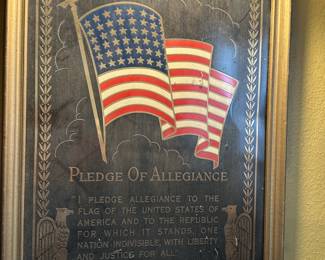 PLEDGE OF ALLEGIANCE
I PLEDGE ALLEGIANCE TO THE
FLAG OF THE UNITED STATES OF
AMERICA AND TO THE REPUBLIC
FOR WHICH IT STANDS, ONE
NATION INDIVISIBLE, WITH LIBERTY
AND JUSTICE FOR ALL.